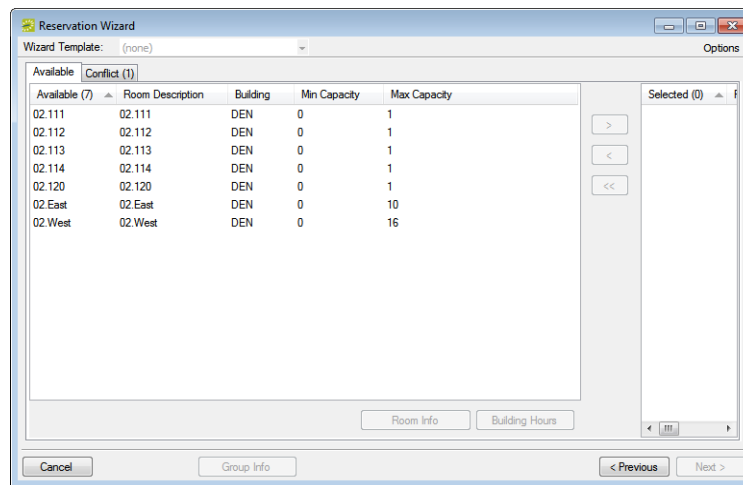 Reservation Wizard
Wizard Template: (none) Options
Available Conflict (1)
Available (7) Room Description Building Min Capacity Max Capacity Selected (0)
02.111 02.111 DEN 0 1
02.112 02.112 DEN 0 1
02.113 02.113 DEN 0 1
02.114 02.114 DEN 0 1
02.120 02.120 DEN 0 1
02.East 02.East DEN 0 10
02.West 02.West DEN 0 16
>
<
<<
Room Info Building Hours
Cancel Group Info < Previous Next >